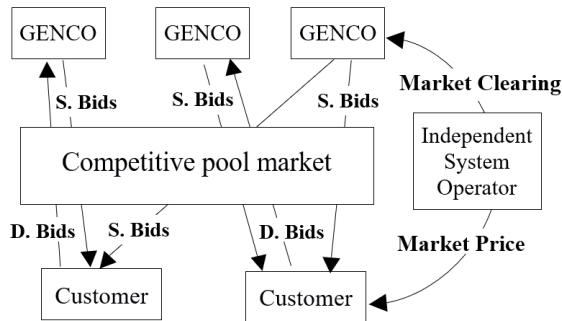 GENCO
GENCO
GENCO
S. Bids
S. Bids
S. Bids
Market Clearing
Competitive pool market
Independent
System
Operator
D. Bids
S. Bids
D. Bids
Market Price
Customer
Customer